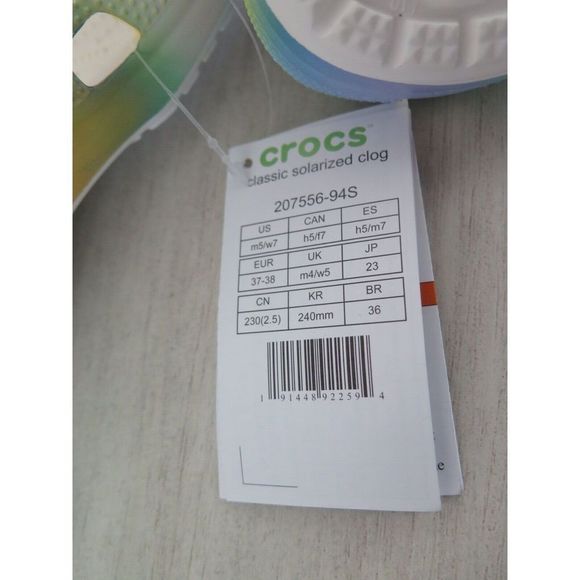 crocs™
classic solarized clog
207556-94S
US CAN ES
m5/w7 h5/f7 h5/m7
EUR UK JP
37-38 m4/w5 23
CN KR BR
230(2.5) 240mm 36
1 91448 92259 4
e